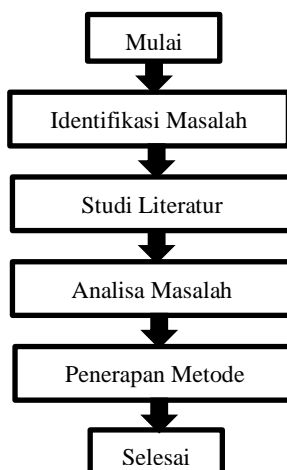 Mulai
Identifikasi Masalah
Studi Literatur
Analisa Masalah
Penerapan Metode
Selesai